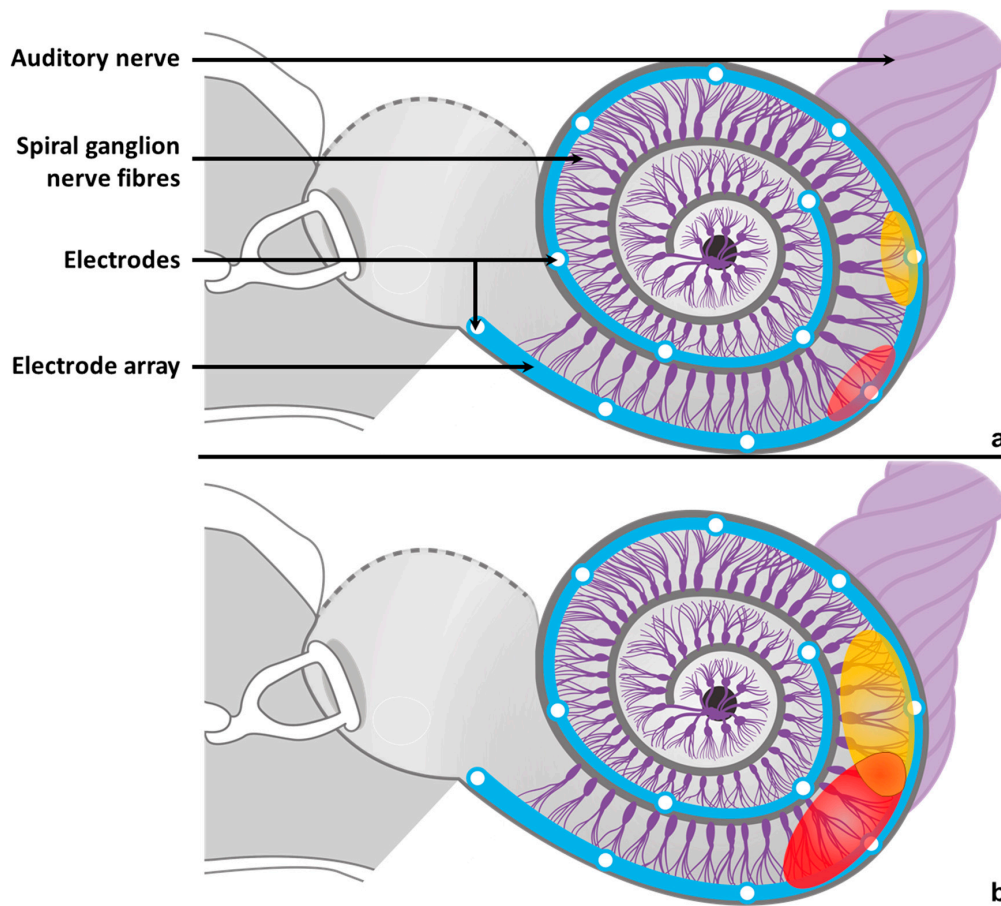 Auditory nerve
Spiral ganglion
nerve fibres
Electrodes
Electrode array
a
b